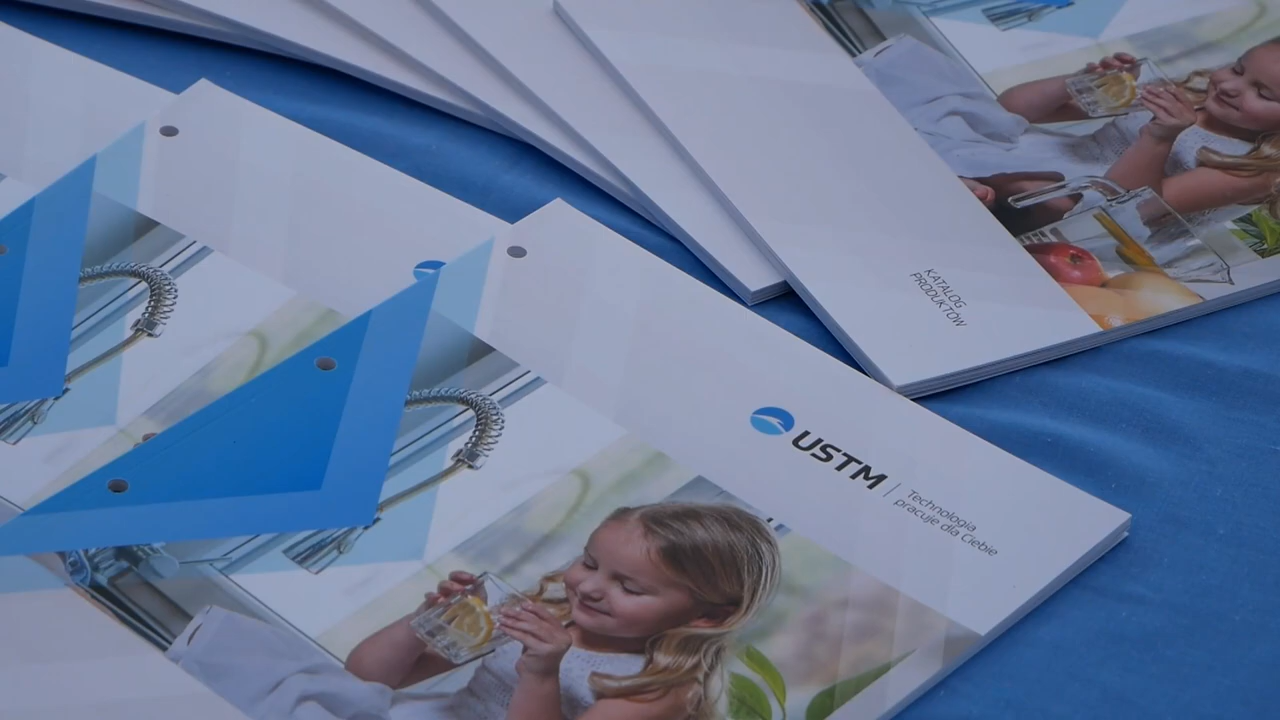 KATALOG
PRODUKTÓW
USTM
Technologia
pracuje dla Ciebie